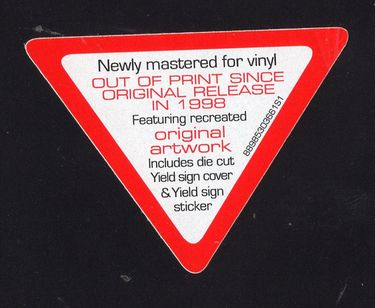 Newly mastered for vinyl
OUT OF PRINT SINCE
ORIGINAL RELEASE
IN 1998
Featuring recreated
original
artwork
Includes die cut
Yield sign cover
& Yield sign
sticker
88985303661S1